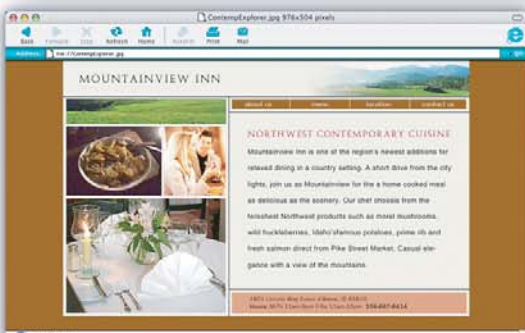 ContempExplorer.jpg 976x504 pixels
Back Forward Stop Refresh Home AutoFill Print Mail
Address:
MOUNTAINVIEW INN
about us menu location contact us
NORTHWEST CONTEMPORARY CUISINE
Mountainview Inn is one of the region's newest additions for
relaxed dining in a country setting. A short drive from the city
lights, join us as Mountainview for the a home cooked meal
as delicious as the scenery. Our chef chooses from the
freshest Northwest products such as morel mushrooms,
wild huckleberries, Idaho's famous potatoes, prime rib and
fresh salmon direct from Pike Street Market. Casual ele-
gance with a view of the mountains.